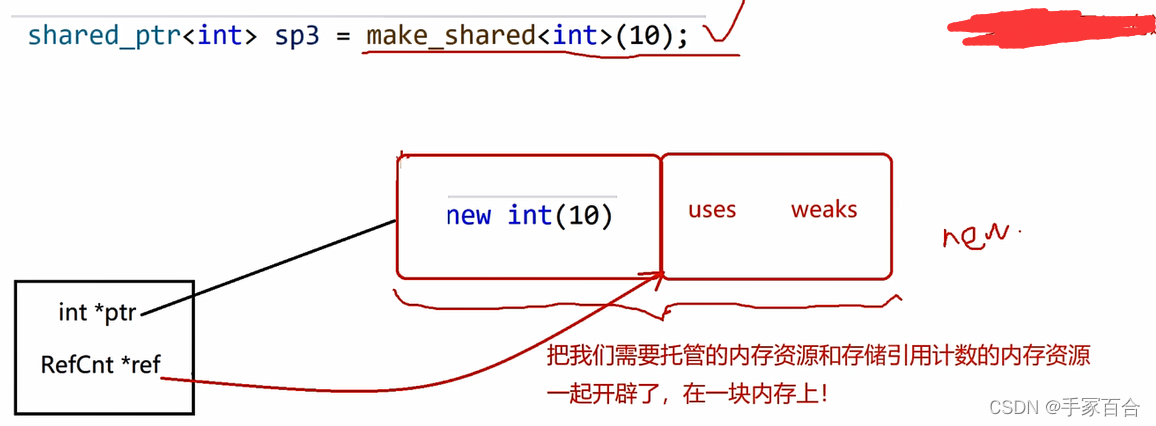 shared_ptr<int> sp3 = make_shared<int>(10);
new int(10)
uses weaks
new.
int *ptr
RefCnt *ref
把我们需要托管的内存资源和存储引用计数的内存资源
一起开辟了，在一块内存上！
CSDN @手冢百合